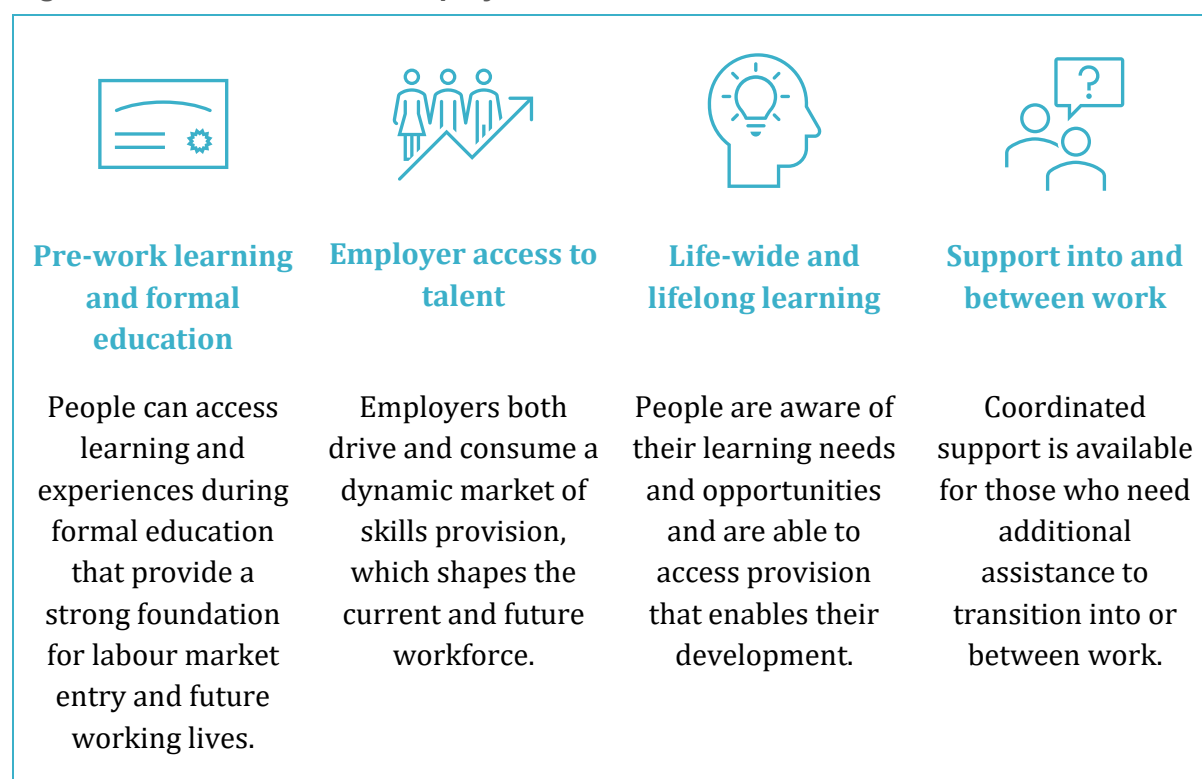 ?
Pre-work learning
and formal
education
People can access
learning and
experiences during
formal education
that provide a
strong foundation
for labour market
entry and future
working lives.
Employer access to
talent
Employers both
drive and consume a
dynamic market of
skills provision,
which shapes the
current and future
workforce.
Life-wide and
lifelong learning
People are aware of
their learning needs
and opportunities
and are able to
access provision
that enables their
development.
Support into and
between work
Coordinated
support is available
for those who need
additional
assistance to
transition into or
between work.